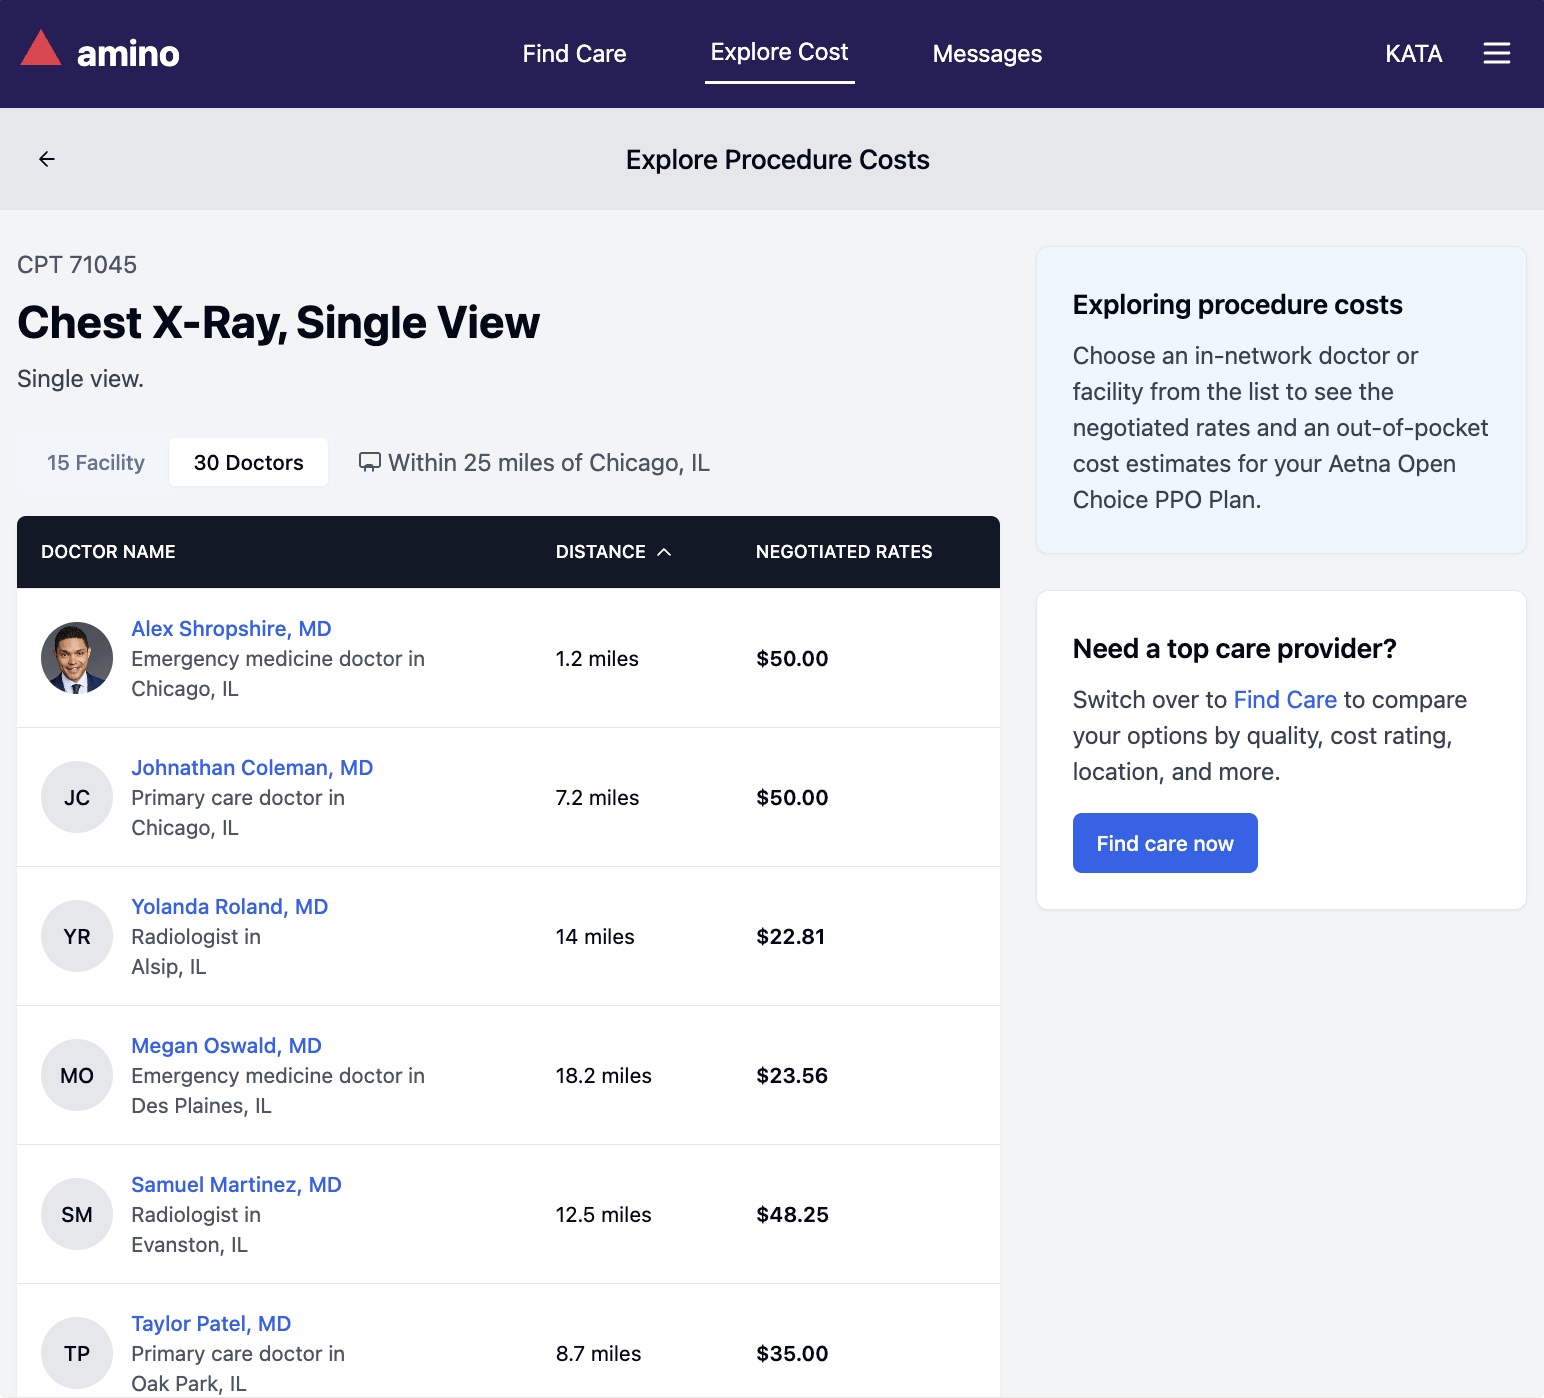 amino
Find Care
Explore Cost
Messages
KATA
Explore Procedure Costs
CPT 71045
Chest X-Ray, Single View
Single view.
15 Facility
30 Doctors
Within 25 miles of Chicago, IL
DOCTOR NAME
DISTANCE
NEGOTIATED RATES
Alex Shropshire, MD
Emergency medicine doctor in
Chicago, IL
1.2 miles
$50.00
JC
Johnathan Coleman, MD
Primary care doctor in
Chicago, IL
7.2 miles
$50.00
YR
Yolanda Roland, MD
Radiologist in
Alsip, IL
14 miles
$22.81
MO
Megan Oswald, MD
Emergency medicine doctor in
Des Plaines, IL
18.2 miles
$23.56
SM
Samuel Martinez, MD
Radiologist in
Evanston, IL
12.5 miles
$48.25
TP
Taylor Patel, MD
Primary care doctor in
Oak Park, IL
8.7 miles
$35.00
Exploring procedure costs
Choose an in-network doctor or
facility from the list to see the
negotiated rates and an out-of-pocket
cost estimates for your Aetna Open
Choice PPO Plan.
Need a top care provider?
Switch over to Find Care to compare
your options by quality, cost rating,
location, and more.
Find care now